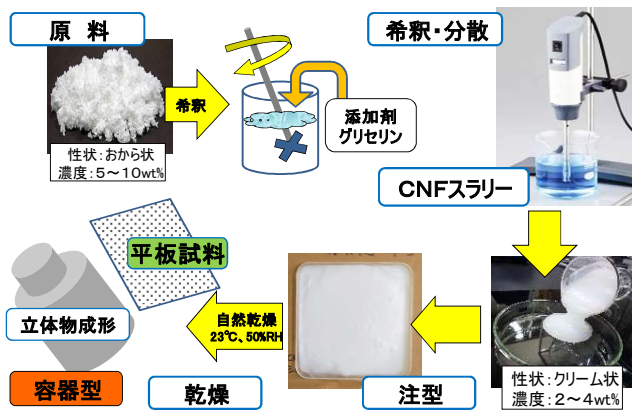 原 料
希釈・分散
希釈
添加剤
グリセリン
性状:おから状
濃度:5~10wt%
CNFスラリー
平板試料
立体物成形
自然乾燥
23℃、50%RH
容器型
乾燥
注型
性状:クリーム状
濃度:2~4wt%